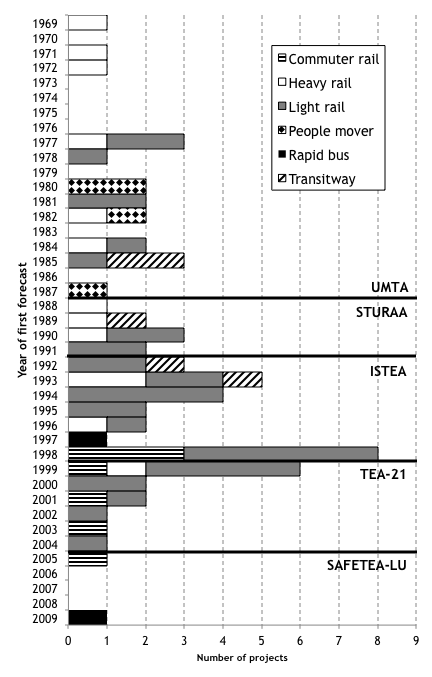 1969
1970
1971
1972
1973
1974
1975
1976
1977
1978
1979
1980
1981
1982
1983
1984
1985
1986
1987
1988
1989
1990
1991
1992
1993
1994
1995
1996
1997
1998
1999
2000
2001
2002
2003
2004
2005
2006
2007
2008
2009
Year of first forecast
Commuter rail
Heavy rail
Light rail
People mover
Rapid bus
Transitway
UMTA
STURAA
ISTEA
TEA-21
SAFETEA-LU
0 1 2 3 4 5 6 7 8 9
Number of projects